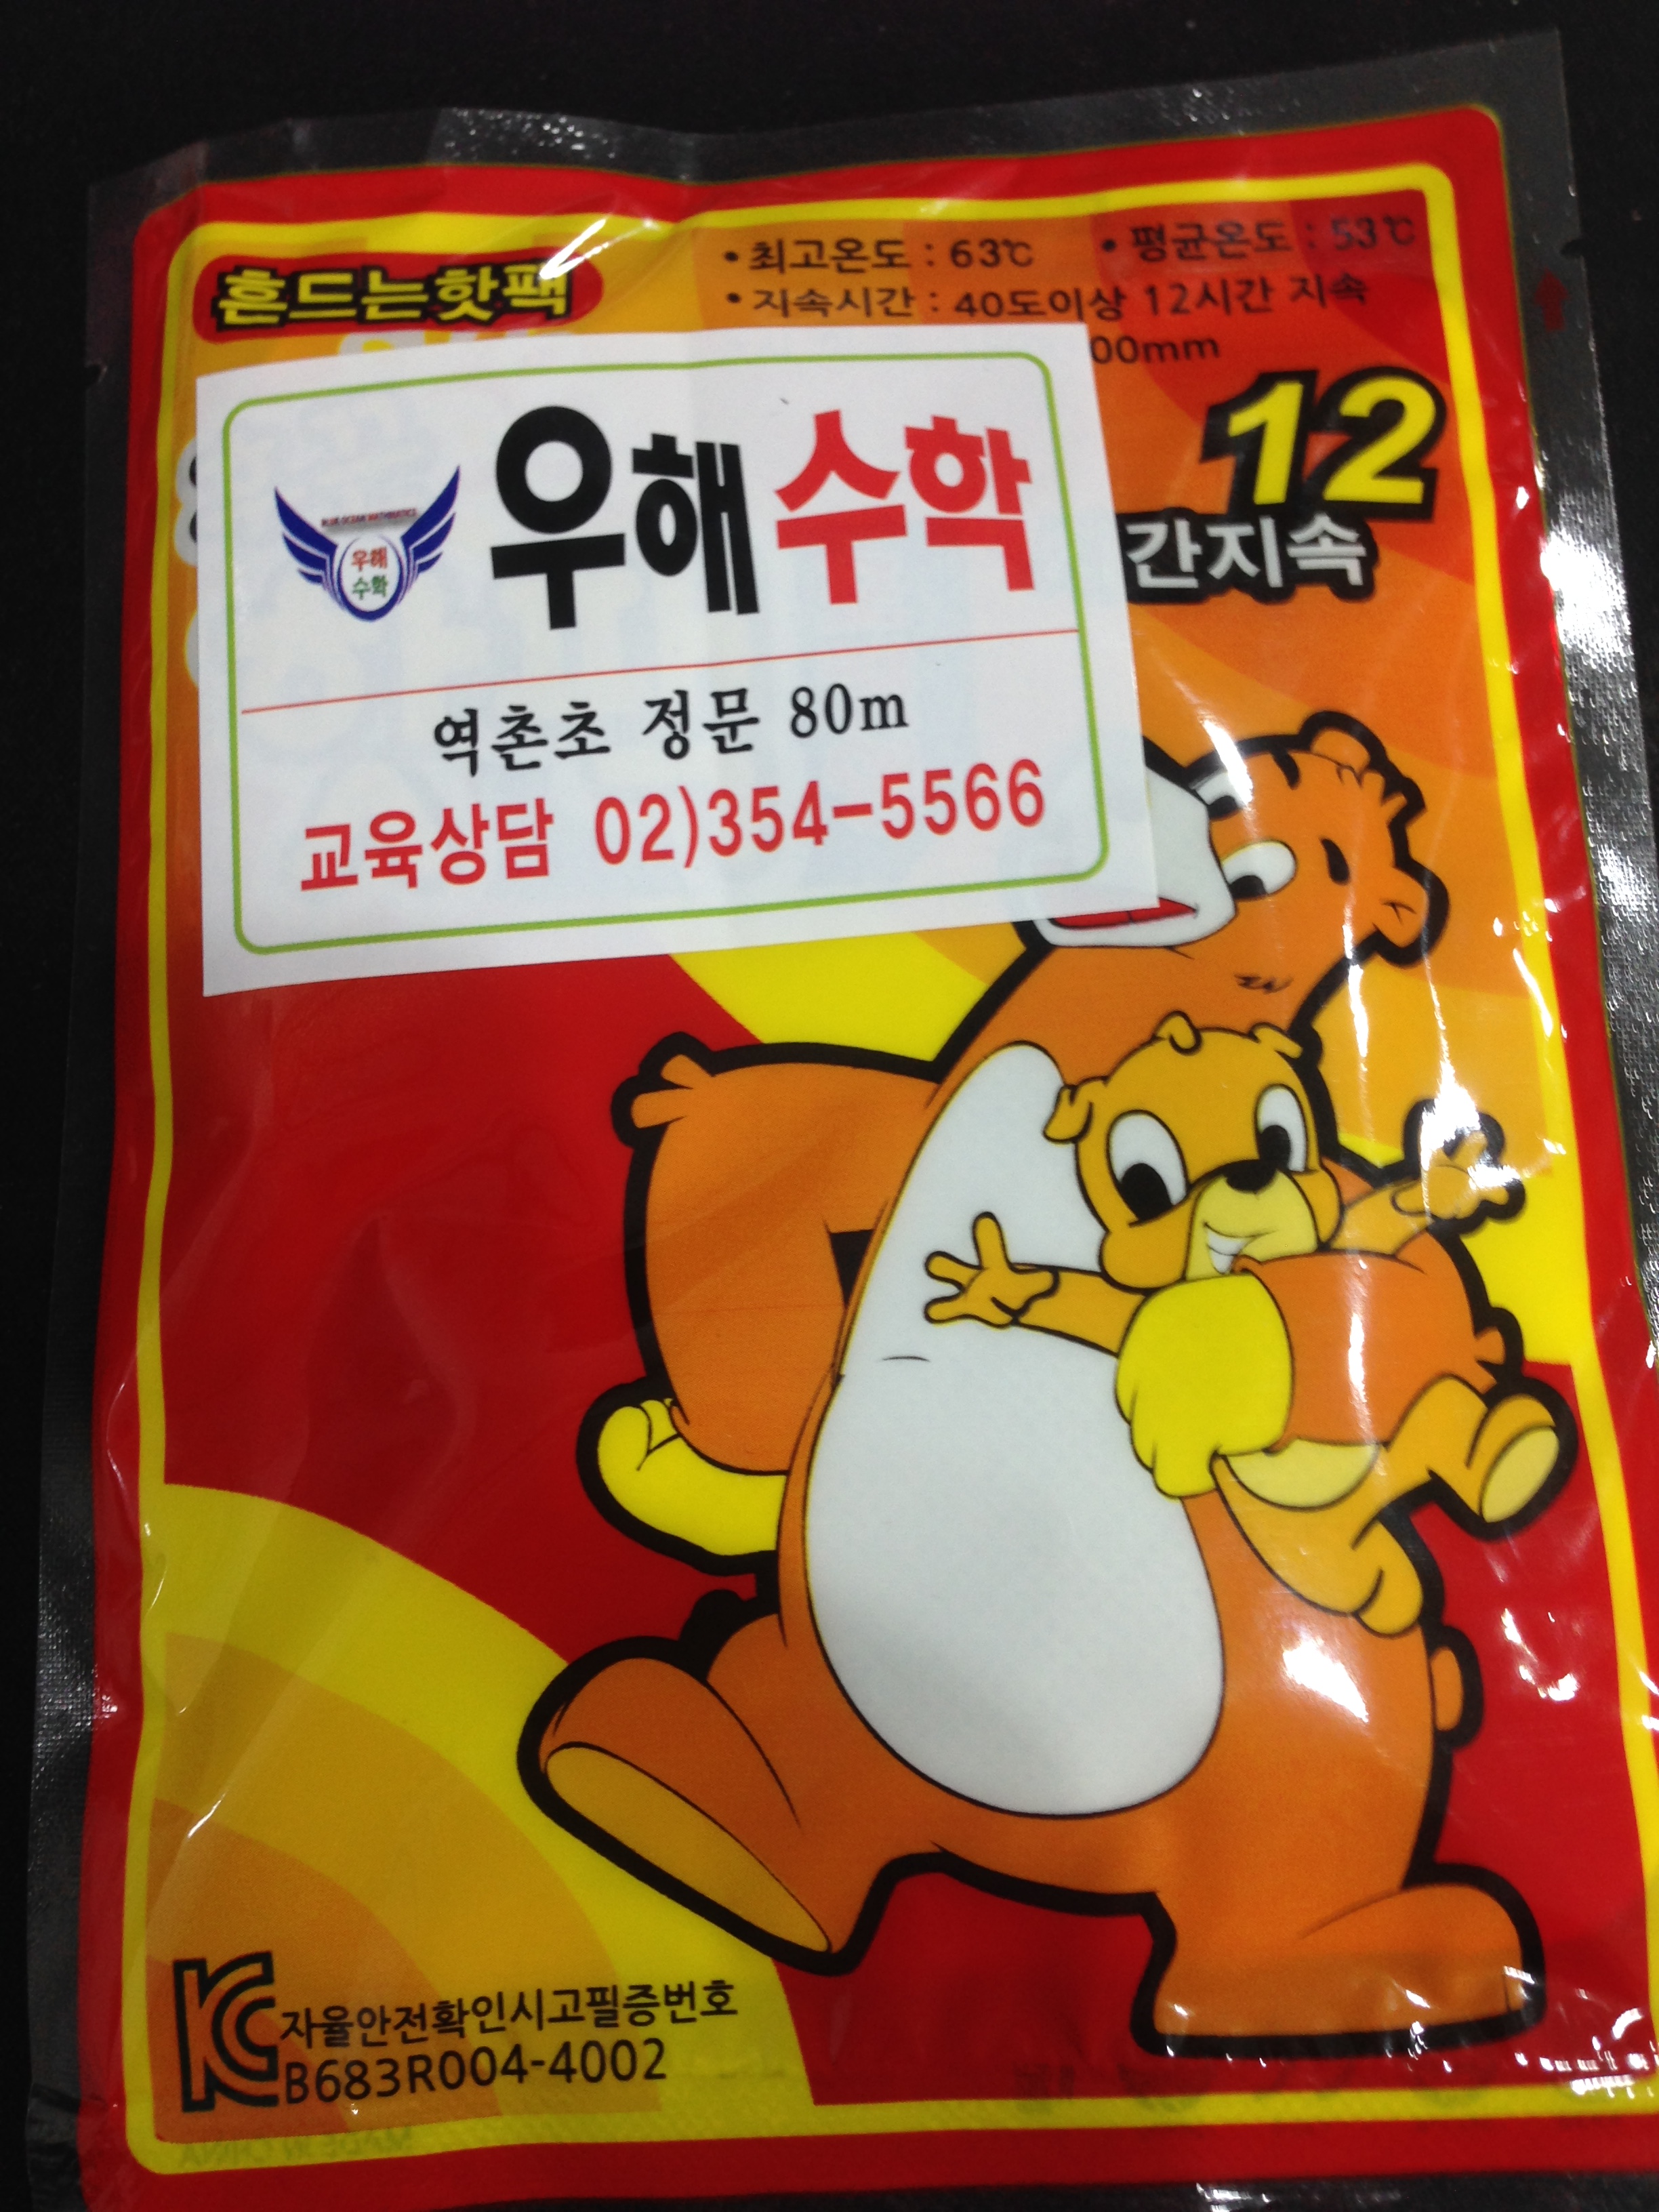 흔드는핫팩
• 최고온도 : 63℃ • 평균온도 : 53℃
• 지속시간 : 40도이상 12시간 지속
00mm
12
간지속
BLUE OCEAN MATHEMATICS
우해
수학
우해수학
역촌초 정문 80m
교육상담 02)354-5566
자율안전확인시고필증번호
B683R004-4002